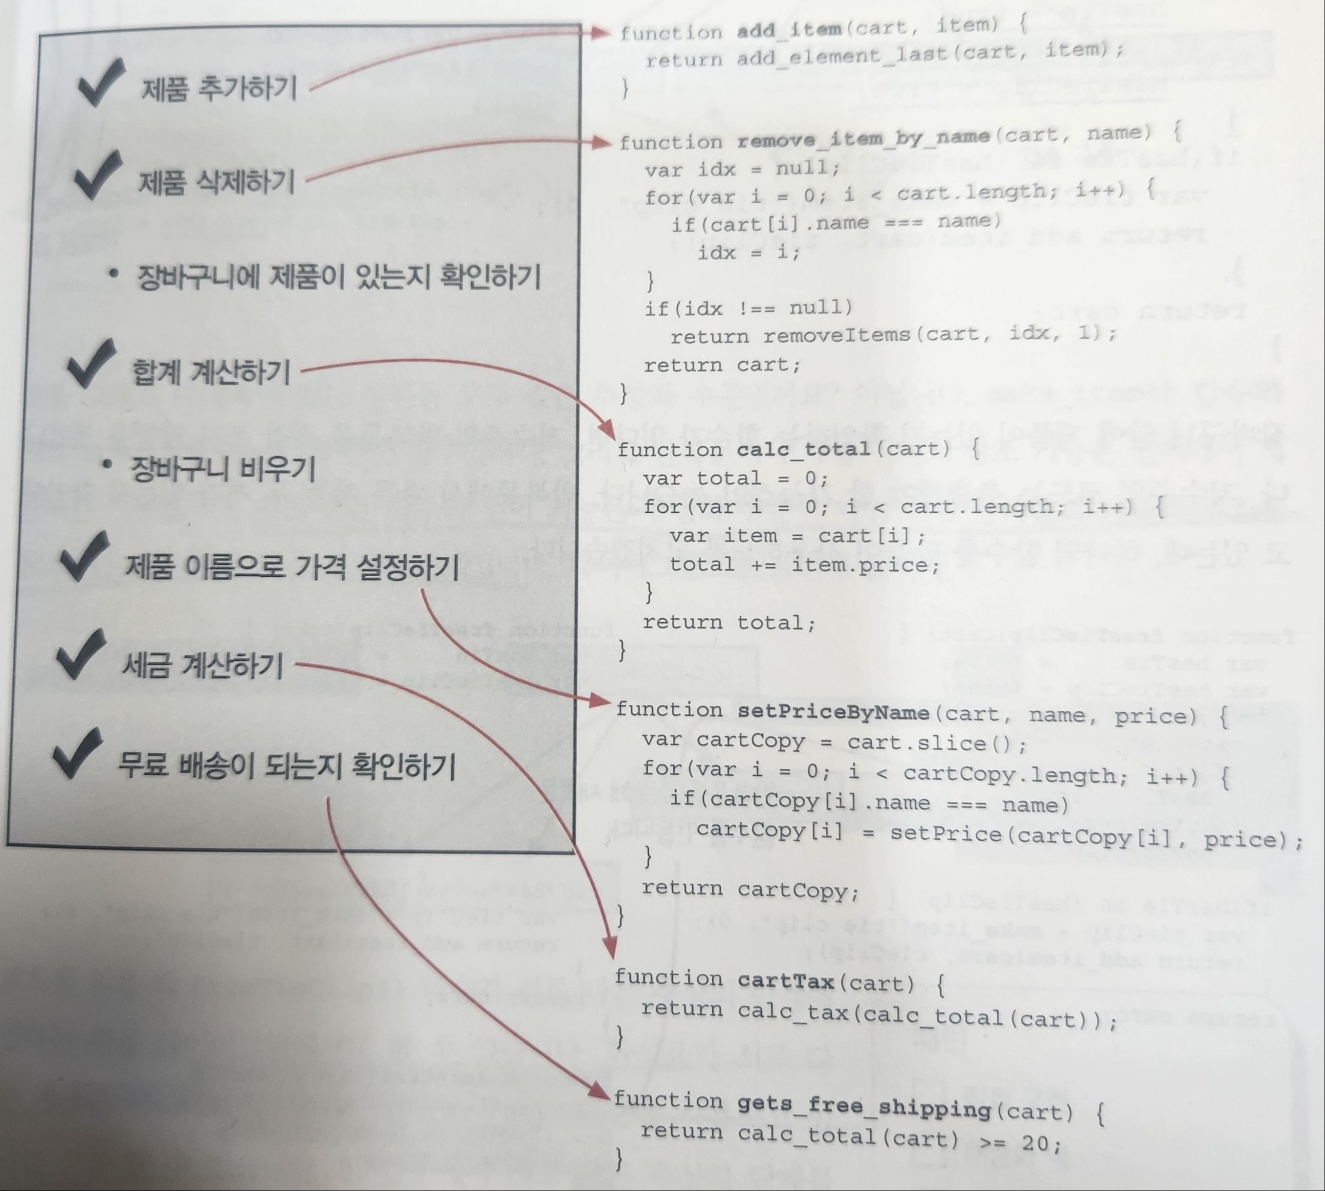 제품 추가하기
제품 삭제하기
• 장바구니에 제품이 있는지 확인하기
합계 계산하기
• 장바구니 비우기
제품 이름으로 가격 설정하기
세금 계산하기
무료 배송이 되는지 확인하기
function add_item(cart, item) {
  return add_element_last(cart, item);
}
function remove_item_by_name(cart, name) {
  var idx = null;
  for(var i = 0; i < cart.length; i++) {
    if(cart[i].name === name)
      idx = i;
  }
  if(idx !== null)
    return removeItems(cart, idx, 1);
  return cart;
}
function calc_total(cart) {
  var total = 0;
  for(var i = 0; i < cart.length; i++) {
    var item = cart[i];
    total += item.price;
  }
  return total;
}
function setPriceByName(cart, name, price) {
  var cartCopy = cart.slice();
  for(var i = 0; i < cartCopy.length; i++) {
    if(cartCopy[i].name === name)
      cartCopy[i] = setPrice(cartCopy[i], price);
  }
  return cartCopy;
}
function cartTax(cart) {
  return calc_tax(calc_total(cart));
}
function gets_free_shipping(cart) {
  return calc_total(cart) >= 20;
}